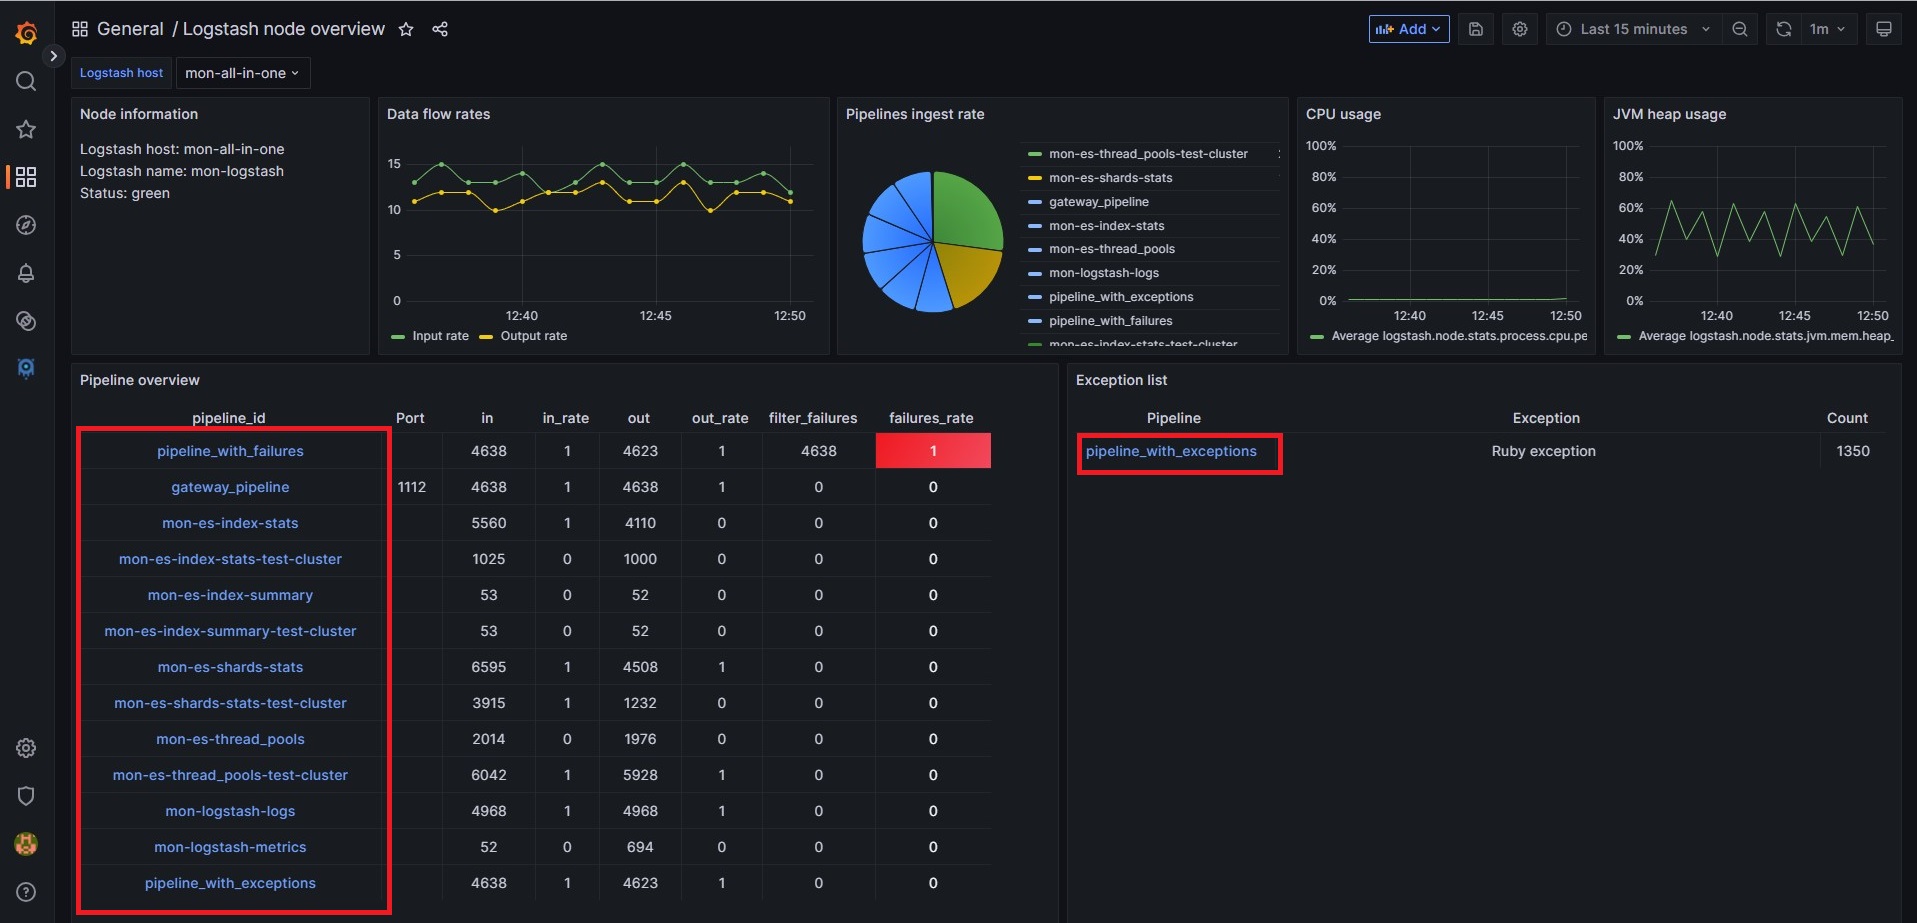 General / Logstash node overview
Add
Last 15 minutes
1m
Logstash host
mon-all-in-one
Node information
Logstash host: mon-all-in-one
Logstash name: mon-logstash
Status: green
Data flow rates
15
10
5
0
12:40 12:45 12:50
Input rate Output rate
Pipelines ingest rate
mon-es-thread_pools-test-cluster
mon-es-shards-stats
gateway_pipeline
mon-es-index-stats
mon-es-thread_pools
mon-logstash-logs
pipeline_with_exceptions
pipeline_with_failures
mon-es-index-stats-test-cluster
CPU usage
100%
80%
60%
40%
20%
0%
12:40 12:45 12:50
Average logstash.node.stats.process.cpu.pe
JVM heap usage
100%
80%
60%
40%
20%
0%
12:40 12:45 12:50
Average logstash.node.stats.jvm.mem.heap_
Pipeline overview
pipeline_id Port in in_rate out out_rate filter_failures failures_rate
pipeline_with_failures 4638 1 4623 1 4638 1
gateway_pipeline 1112 4638 1 4638 1 0 0
mon-es-index-stats 5560 1 4110 0 0 0
mon-es-index-stats-test-cluster 1025 0 1000 0 0 0
mon-es-index-summary 53 0 52 0 0 0
mon-es-index-summary-test-cluster 53 0 52 0 0 0
mon-es-shards-stats 6595 1 4508 1 0 0
mon-es-shards-stats-test-cluster 3915 1 1232 0 0 0
mon-es-thread_pools 2014 0 1976 0 0 0
mon-es-thread_pools-test-cluster 6042 1 5928 1 0 0
mon-logstash-logs 4968 1 4968 1 0 0
mon-logstash-metrics 52 0 694 0 0 0
pipeline_with_exceptions 4638 1 4623 1 0 0
Exception list
Pipeline Exception Count
pipeline_with_exceptions Ruby exception 1350